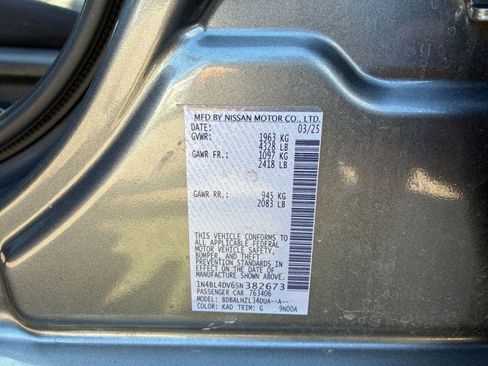 MFD BY NISSAN MOTOR CO., LTD.
DATE: 03/25
GVWR: 1963 KG
4328 LB
GAWR FR.: 1097 KG
2418 LB
GAWR RR.: 945 KG
2083 LB
THIS VEHICLE CONFORMS TO
ALL APPLICABLE FEDERAL
MOTOR VEHICLE SAFETY,
BUMPER, AND THEFT
PREVENTION STANDARDS IN
EFFECT ON THE DATE OF
MANUFACTURE SHOWN ABOVE.
1N4BL4DV6SN382673
PASSENGER CAR 763406
MODEL: BDBALHZL34DUA--A--
COLOR: KAD TRIM: G 9N00A